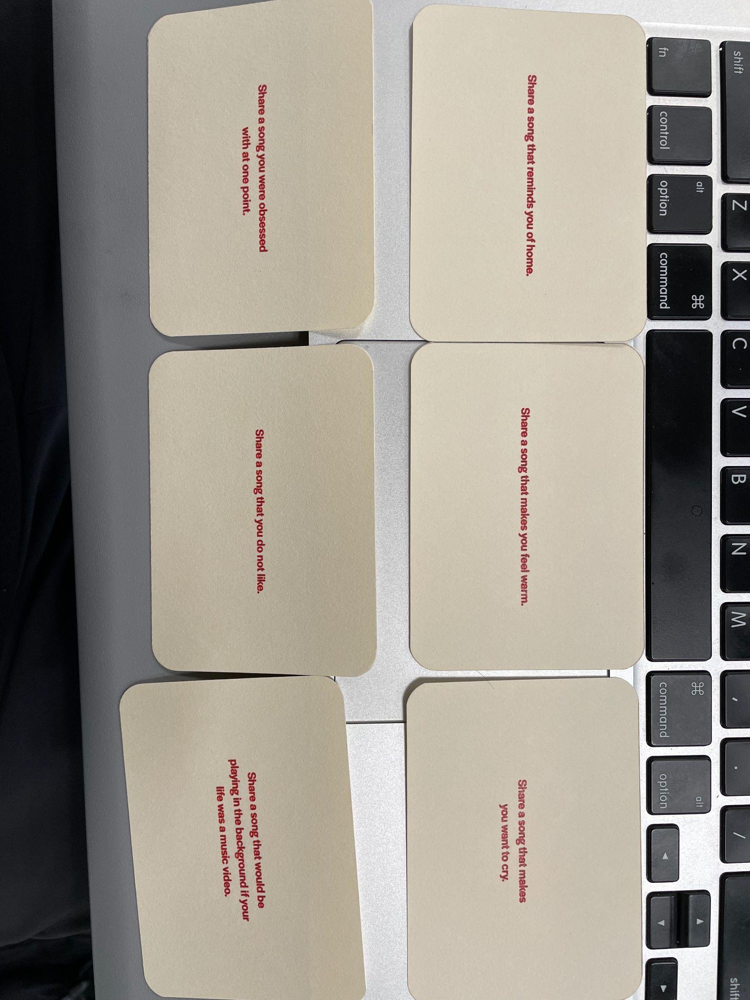 shift
Z
X
C
V
B
N
M
,
.
/
shift
fn
control
alt
option
⌘
command
⌘
command
alt
option
◀
▲
▼
▶
Share a song that reminds you of home.
Share a song that makes you feel warm.
Share a song that makes
you want to cry.
Share a song you were obsessed
with at one point.
Share a song that you do not like.
Share a song that would be
playing in the background if your
life was a music video.